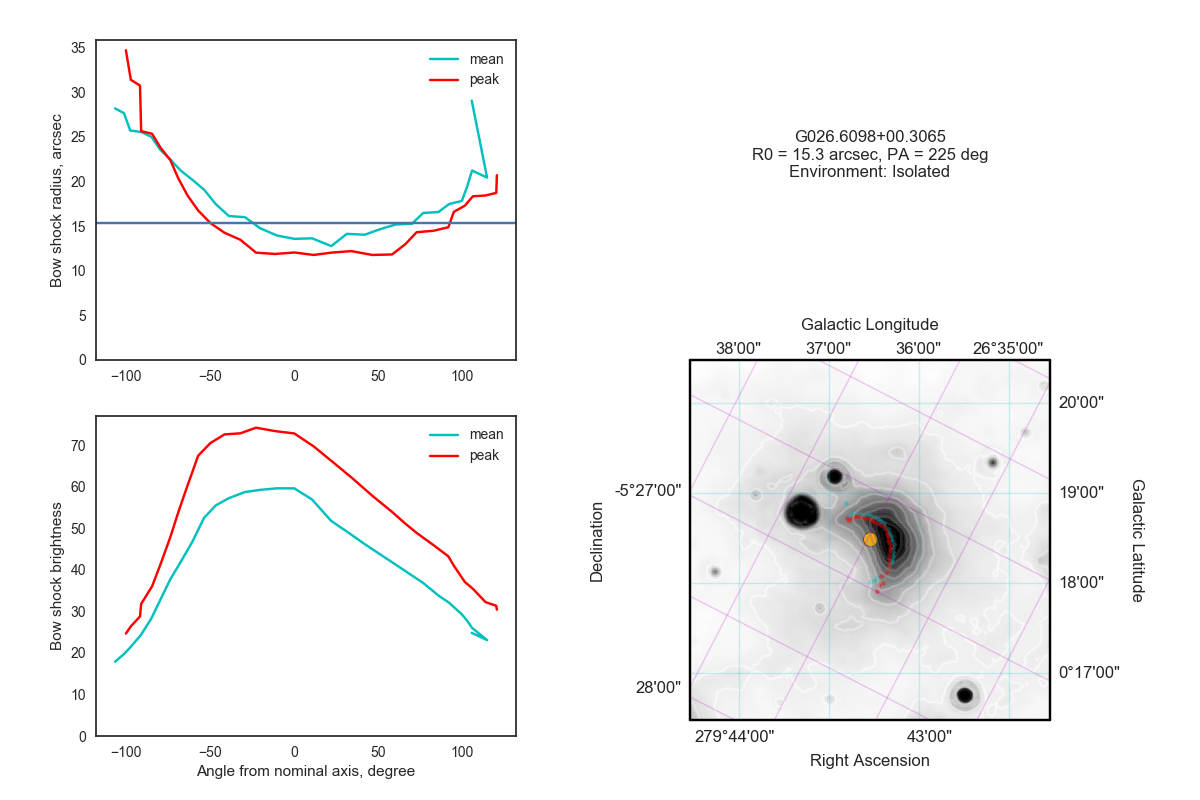 35
30
25
20
15
10
5
0
Bow shock radius, arcsec
mean
peak
−100 −50 0 50 100
70
60
50
40
30
20
10
0
Bow shock brightness
mean
peak
−100 −50 0 50 100
Angle from nominal axis, degree
G026.6098+00.3065
R0 = 15.3 arcsec, PA = 225 deg
Environment: Isolated
Galactic Longitude
38'00" 37'00" 36'00" 26°35'00"
20'00"
19'00"
18'00"
0°17'00"
Galactic Latitude
-5°27'00"
28'00"
Declination
279°44'00" 43'00"
Right Ascension